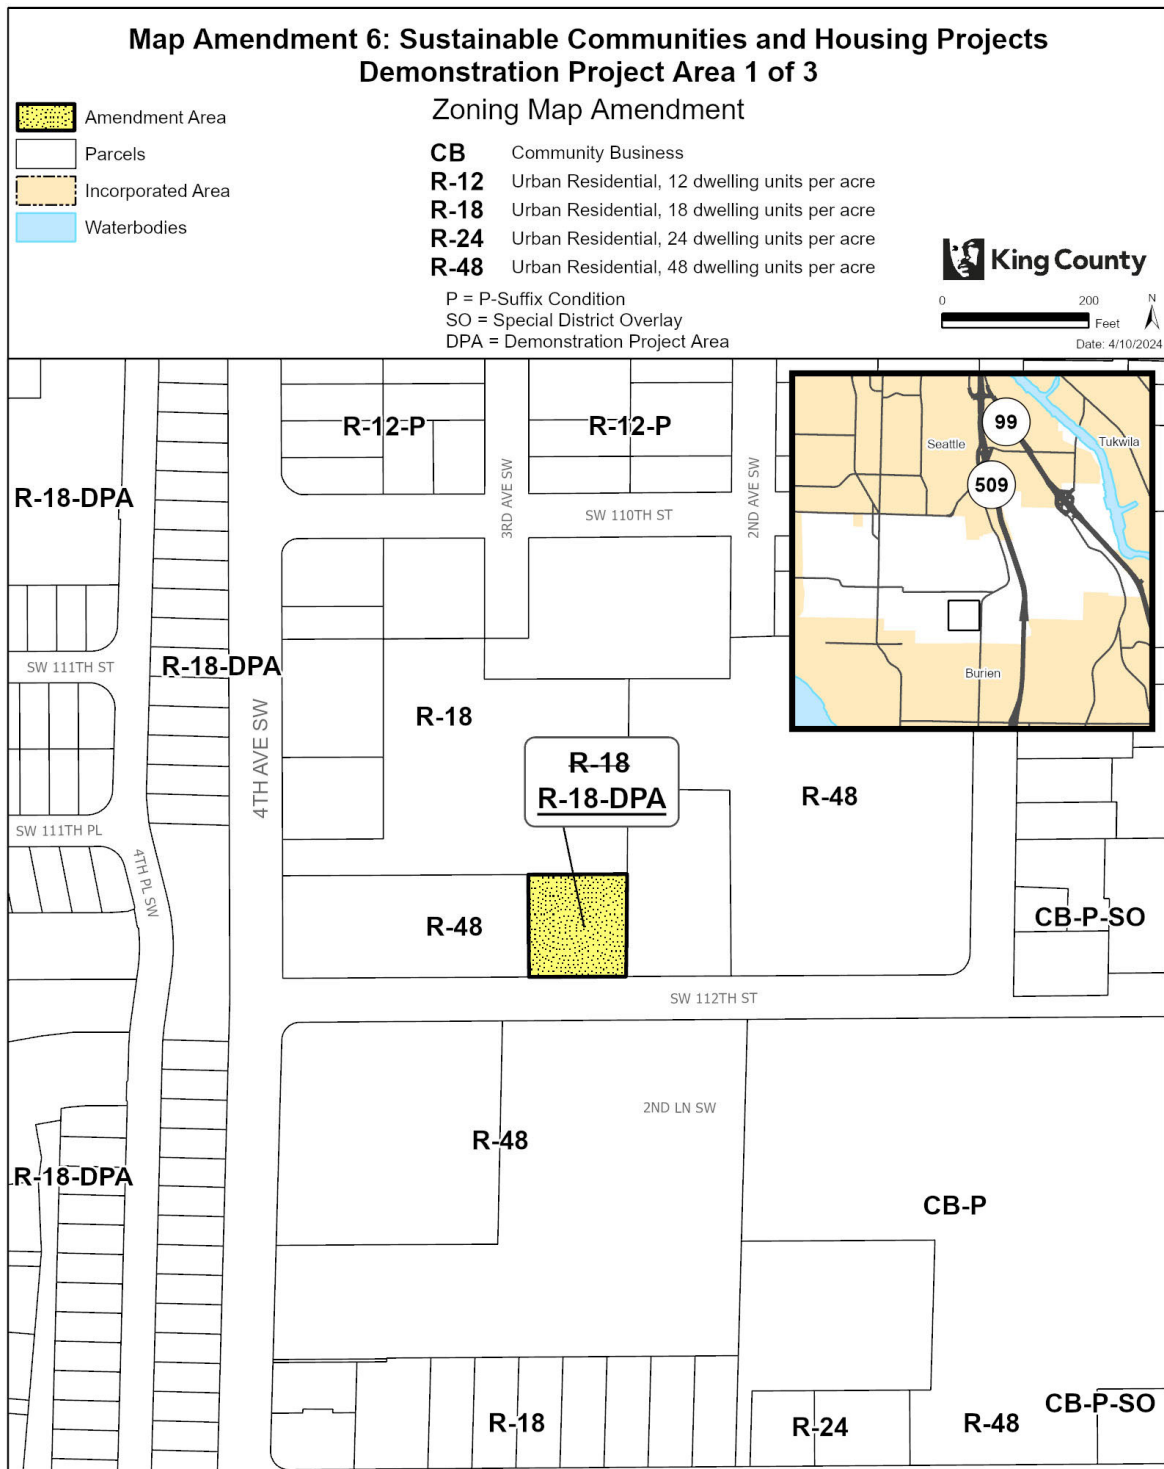 Map Amendment 6: Sustainable Communities and Housing Projects
Demonstration Project Area 1 of 3
Zoning Map Amendment
Amendment Area
Parcels
Incorporated Area
Waterbodies
CB Community Business
R-12 Urban Residential, 12 dwelling units per acre
R-18 Urban Residential, 18 dwelling units per acre
R-24 Urban Residential, 24 dwelling units per acre
R-48 Urban Residential, 48 dwelling units per acre
P = P-Suffix Condition
SO = Special District Overlay
DPA = Demonstration Project Area
King County
0 200
Feet
N
Date: 4/10/2024
R-12-P
R-12-P
R-18-DPA
3RD AVE SW
SW 110TH ST
2ND AVE SW
99
Seattle
Tukwila
509
Burien
SW 111TH ST
R-18-DPA
4TH AVE SW
R-18
R-18
R-18-DPA
R-48
SW 111TH PL
4TH PL SW
R-48
CB-P-SO
SW 112TH ST
2ND LN SW
R-48
R-18-DPA
CB-P
R-18
R-24
R-48
CB-P-SO